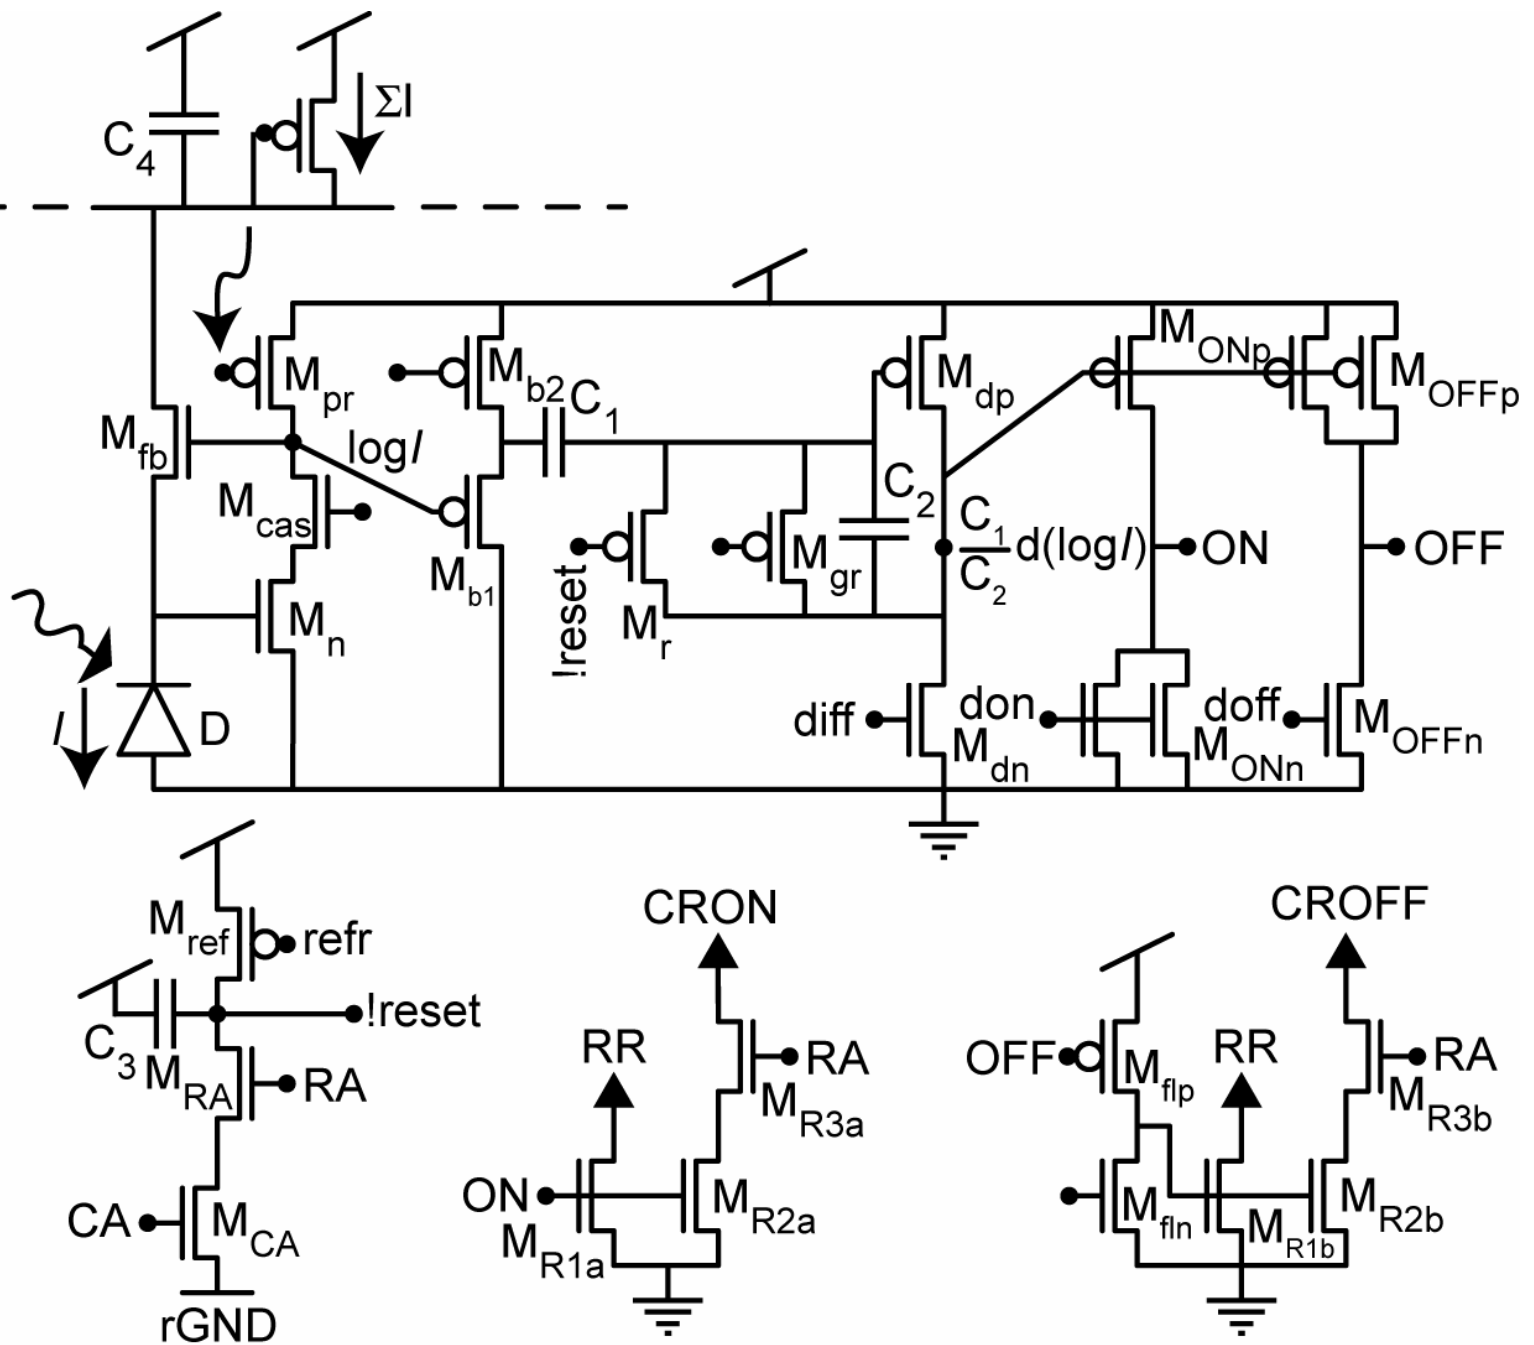 C4
ΣI
Mpr
Mb2
C1
Mdp
MONp
MOFFp
Mfb
logI
Mcas
C2
C1
C2
d(logI)
ON
OFF
Mb1
Mgr
!reset
Mr
Mn
I
D
diff
Mdn
don
MONn
doff
MOFFn
Mref
refr
!reset
C3
MRA
RA
CA
MCA
rGND
CRON
RR
RA
MR3a
ON
MR1a
MR2a
CROFF
OFF
Mflp
RR
RA
MR3b
Mfln
MR1b
MR2b